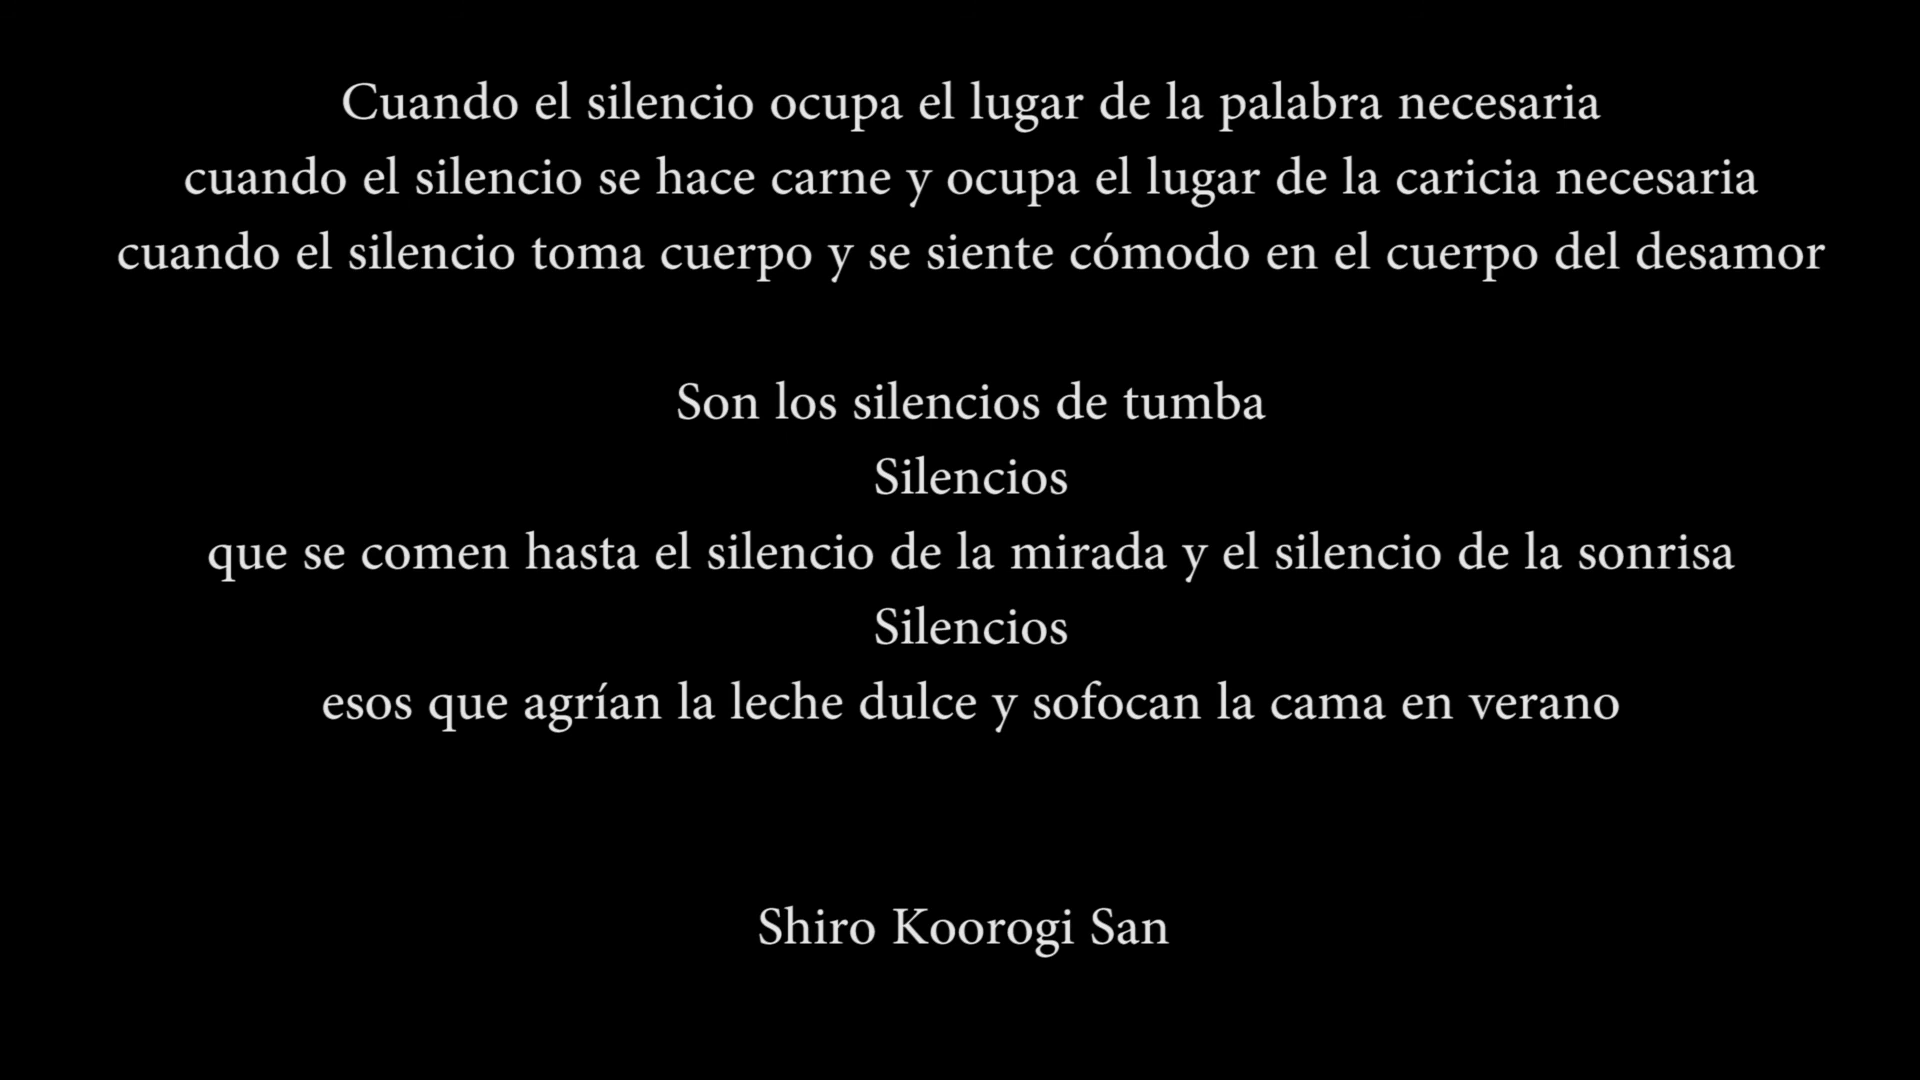 Cuando el silencio ocupa el lugar de la palabra necesaria
cuando el silencio se hace carne y ocupa el lugar de la caricia necesaria
cuando el silencio toma cuerpo y se siente cómodo en el cuerpo del desamor
Son los silencios de tumba
Silencios
que se comen hasta el silencio de la mirada y el silencio de la sonrisa
Silencios
esos que agrían la leche dulce y sofocan la cama en verano
Shiro Koorogi San